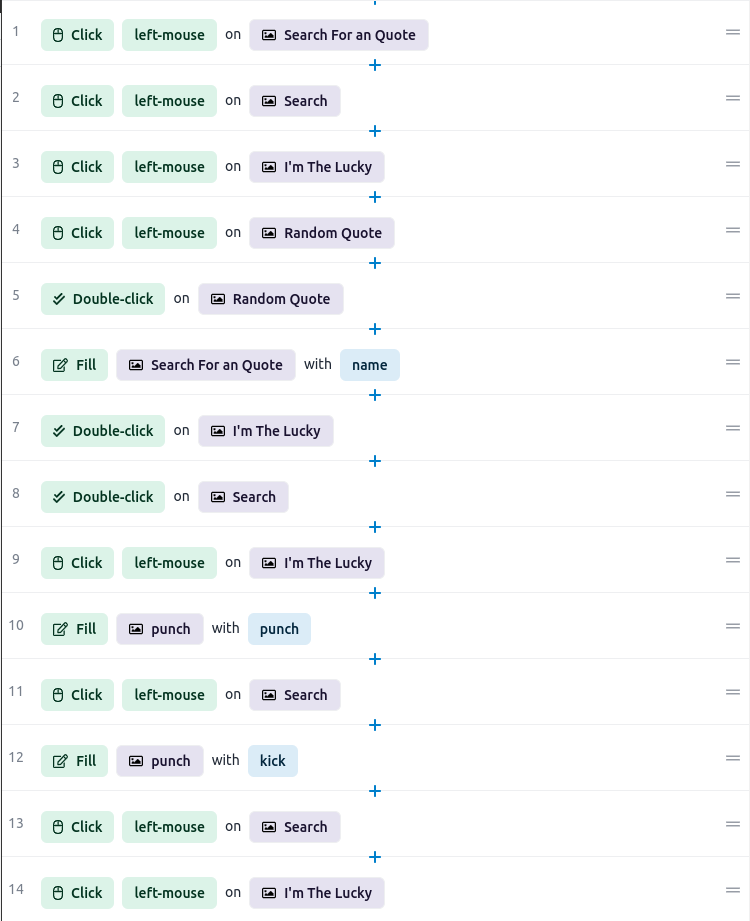 1 Click left-mouse on Search For an Quote
2 Click left-mouse on Search
3 Click left-mouse on I'm The Lucky
4 Click left-mouse on Random Quote
5 Double-click on Random Quote
6 Fill Search For an Quote with name
7 Double-click on I'm The Lucky
8 Double-click on Search
9 Click left-mouse on I'm The Lucky
10 Fill punch with punch
11 Click left-mouse on Search
12 Fill punch with kick
13 Click left-mouse on Search
14 Click left-mouse on I'm The Lucky